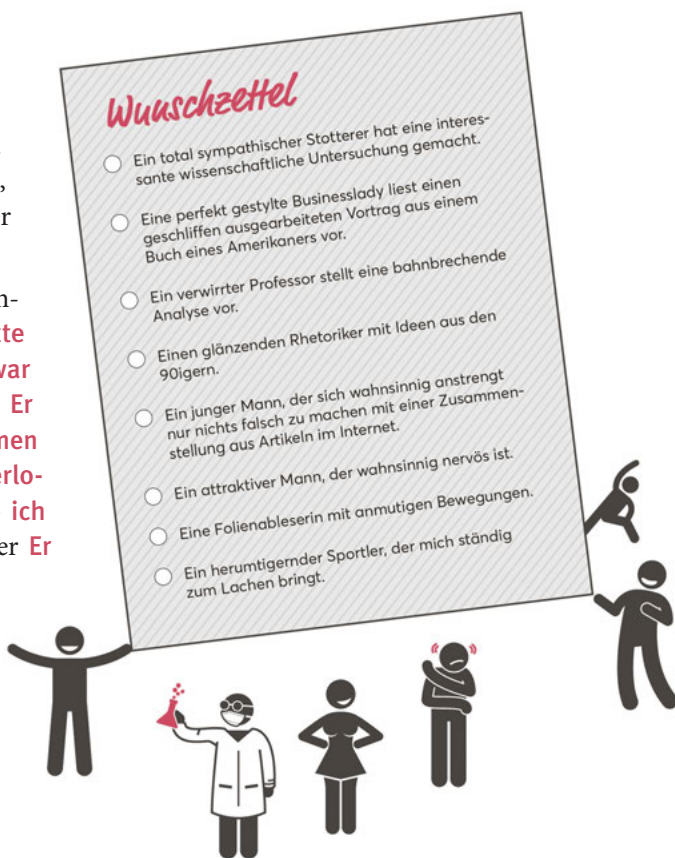 Wunschzettel
Ein total sympathischer Stotterer hat eine interes-
sante wissenschaftliche Untersuchung gemacht.
Eine perfekt gestylte Businesslady liest einen
geschliffen ausgearbeiteten Vortrag aus einem
Buch eines Amerikaners vor.
Ein verwirrter Professor stellt eine bahnbrechende
Analyse vor.
Einen glänzenden Rhetoriker mit Ideen aus den
90igern.
Ein junger Mann, der sich wahnsinnig anstrengt
nur nichts falsch zu machen mit einer Zusammen-
stellung aus Artikeln im Internet.
Ein attraktiver Mann, der wahnsinnig nervös ist.
Eine Folienableserin mit anmutigen Bewegungen.
Ein herumtigernder Sportler, der mich ständig
zum Lachen bringt.
Er
ich
er Er